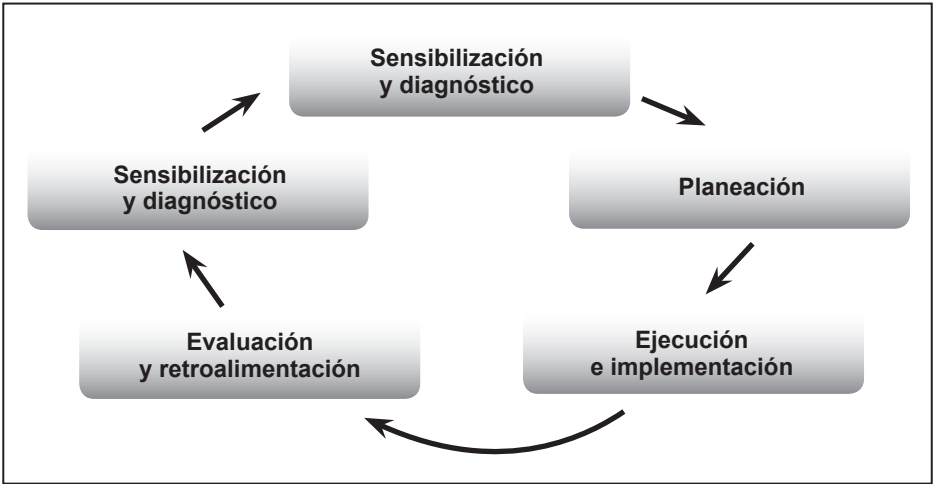 Sensibilización
y diagnóstico
Planeación
Ejecución
e implementación
Evaluación
y retroalimentación
Sensibilización
y diagnóstico